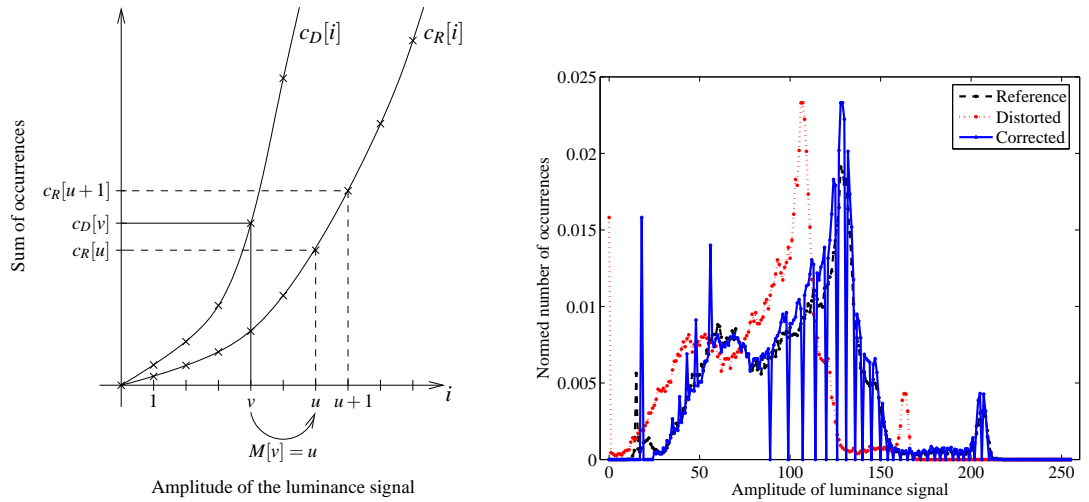 c_D[i]
c_R[i]
Sum of occurrences
c_R[u+1]
c_D[v]
c_R[u]
1
v
u
u+1
i
M[v] = u
Amplitude of the luminance signal
0.025
0.02
0.015
0.01
0.005
0
Normed number of occurrences
Reference
Distorted
Corrected
0
50
100
150
200
250
Amplitude of luminance signal